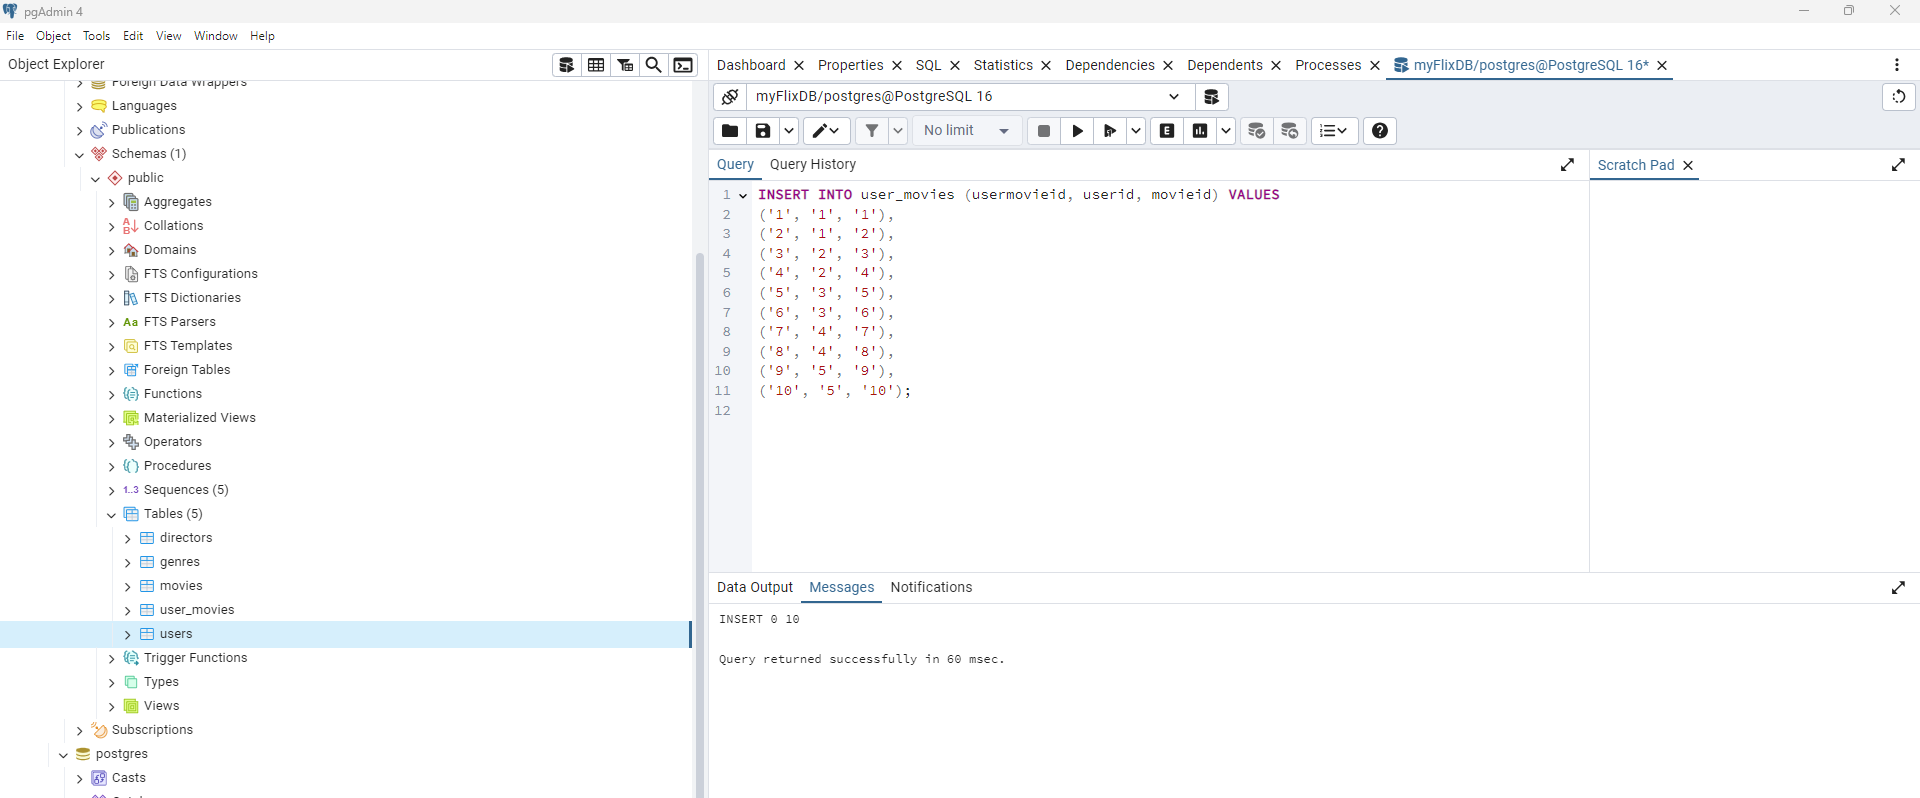 pgAdmin 4
File Object Tools Edit View Window Help
Object Explorer
Foreign Data Wrappers
Languages
Publications
Schemas (1)
public
Aggregates
Collations
Domains
FTS Configurations
FTS Dictionaries
Aa FTS Parsers
FTS Templates
Foreign Tables
Functions
Materialized Views
Operators
Procedures
1..3 Sequences (5)
Tables (5)
directors
genres
movies
user_movies
users
Trigger Functions
Types
Views
Subscriptions
postgres
Casts
Dashboard Properties SQL Statistics Dependencies Dependents Processes myFlixDB/postgres@PostgreSQL 16*
myFlixDB/postgres@PostgreSQL 16
No limit
Query Query History
Scratch Pad
1 INSERT INTO user_movies (usermovieid, userid, movieid) VALUES
2 ('1', '1', '1'),
3 ('2', '1', '2'),
4 ('3', '2', '3'),
5 ('4', '2', '4'),
6 ('5', '3', '5'),
7 ('6', '3', '6'),
8 ('7', '4', '7'),
9 ('8', '4', '8'),
10 ('9', '5', '9'),
11 ('10', '5', '10');
12
Data Output Messages Notifications
INSERT 0 10
Query returned successfully in 60 msec.